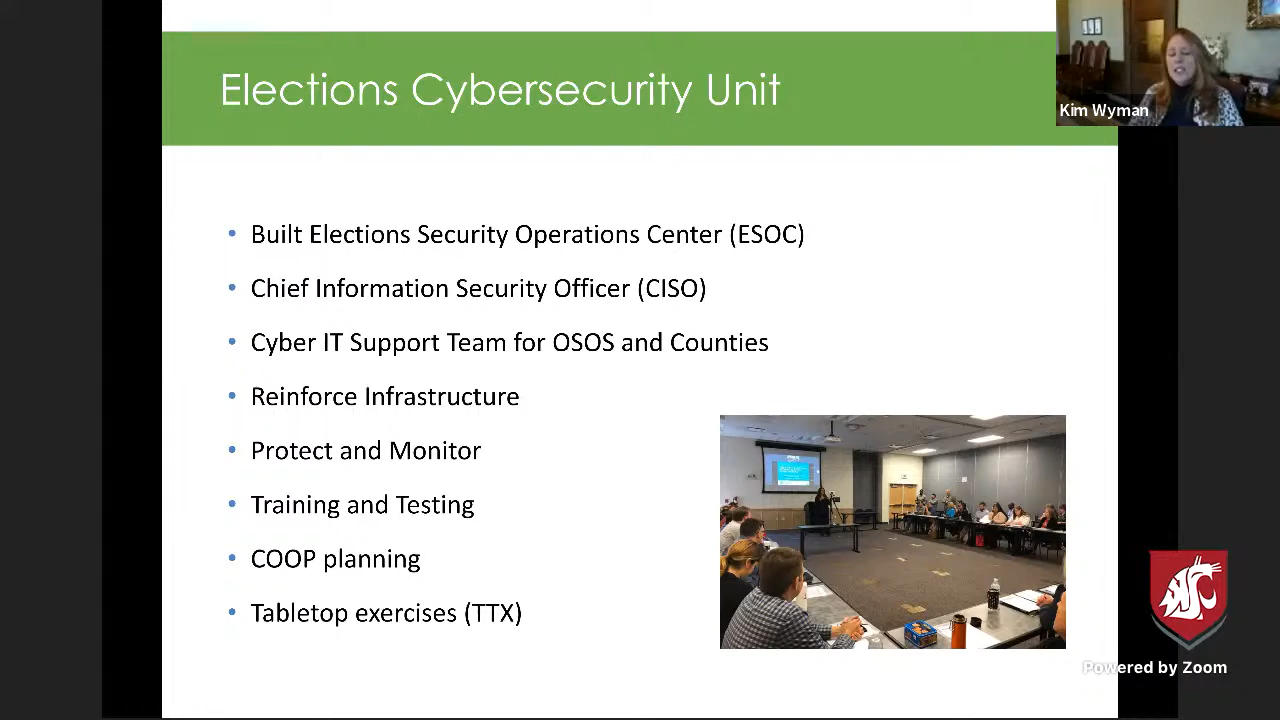 Elections Cybersecurity Unit
Kim Wyman
• Built Elections Security Operations Center (ESOC)
• Chief Information Security Officer (CISO)
• Cyber IT Support Team for OSOS and Counties
• Reinforce Infrastructure
• Protect and Monitor
• Training and Testing
• COOP planning
• Tabletop exercises (TTX)
Powered by Zoom